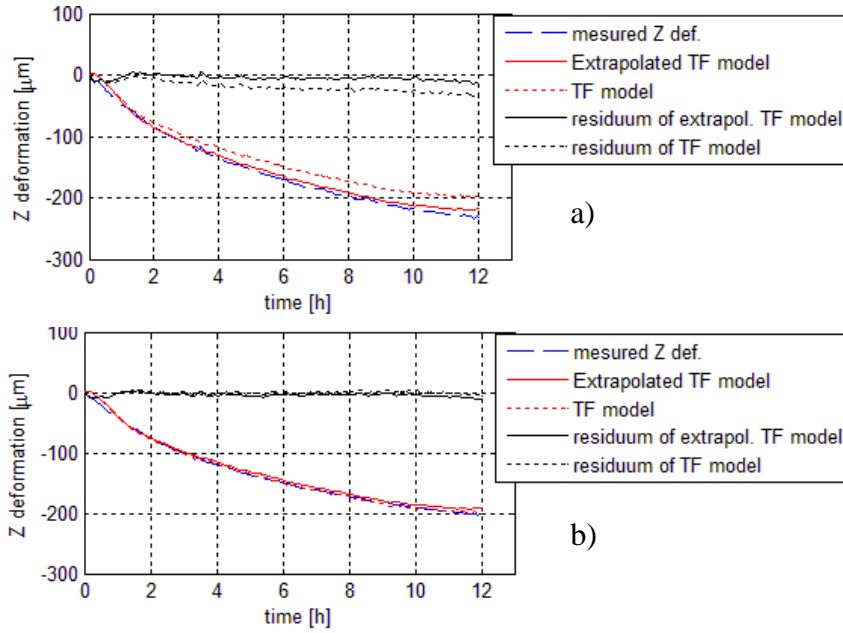 100
0
-100
-200
-300
Z deformation [μm]
0
2
4
6
8
10
12
time [h]
mesured Z def.
Extrapolated TF model
TF model
residuum of extrapol. TF model
residuum of TF model
a)
100
0
-100
-200
-300
Z deformation [μm]
0
2
4
6
8
10
12
time [h]
mesured Z def.
Extrapolated TF model
TF model
residuum of extrapol. TF model
residuum of TF model
b)